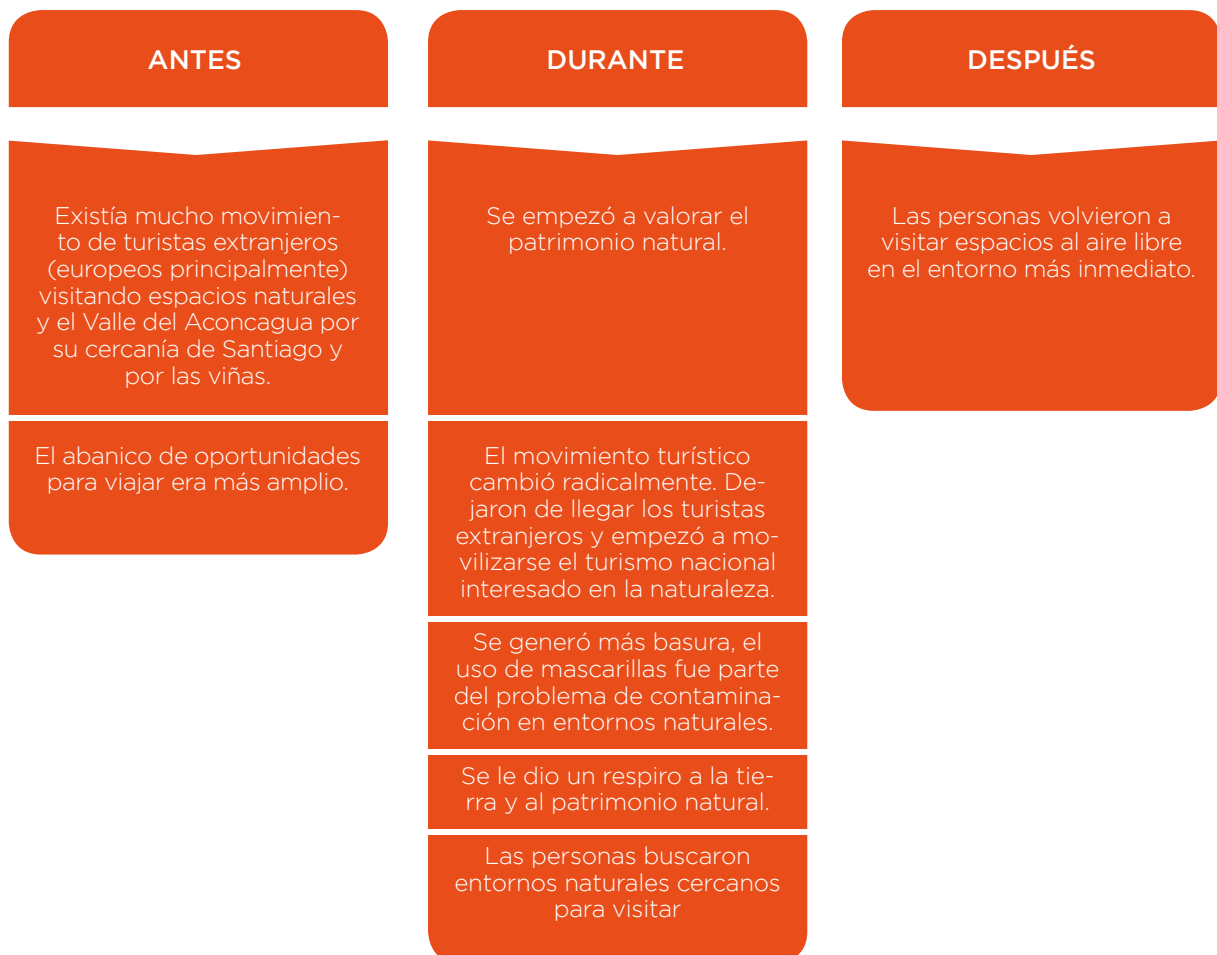 ANTES
Existía mucho movimien-
to de turistas extranjeros
(europeos principalmente)
visitando espacios naturales
y el Valle del Aconcagua por
su cercanía de Santiago y
por las viñas.
El abanico de oportunidades
para viajar era más amplio.
DURANTE
Se empezó a valorar el
patrimonio natural.
El movimiento turístico
cambió radicalmente. De-
jaron de llegar los turistas
extranjeros y empezó a mo-
vilizarse el turismo nacional
interesado en la naturaleza.
Se generó más basura, el
uso de mascarillas fue parte
del problema de contamina-
ción en entornos naturales.
Se le dio un respiro a la tie-
rra y al patrimonio natural.
Las personas buscaron
entornos naturales cercanos
para visitar
DESPUÉS
Las personas volvieron a
visitar espacios al aire libre
en el entorno más inmediato.